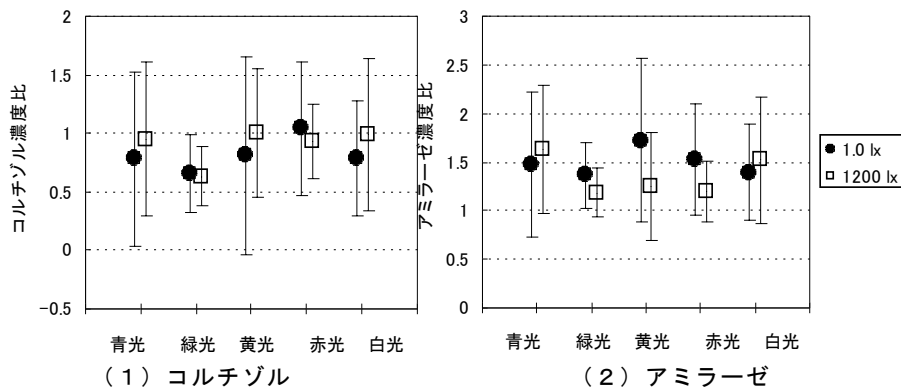 2
1.5
1
0.5
0
-0.5
コルチゾル濃度比
青光 緑光 黄光 赤光 白光
(1) コルチゾル
3
2.5
2
1.5
1
0.5
0
アミラーゼ濃度比
青光 緑光 黄光 赤光 白光
(2) アミラーゼ
1.0 lx
1200 lx